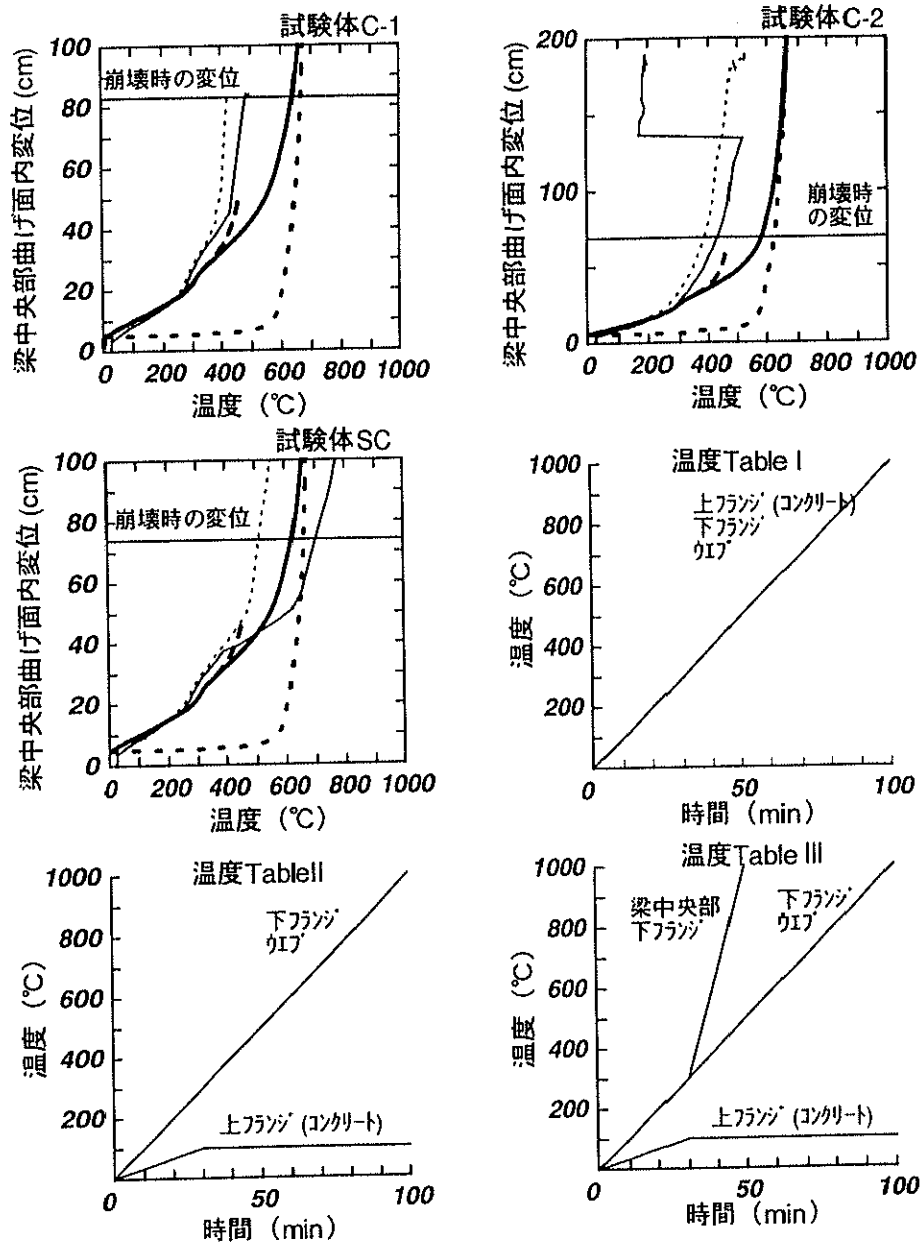 試験体C-1
梁中央部曲げ面内変位 (cm)
100
80
60
40
20
0
崩壊時の変位
0 200 400 600 800 1000
温度 (℃)
試験体C-2
梁中央部曲げ面内変位 (cm)
200
100
0
崩壊時
の変位
0 200 400 600 800 1000
温度 (℃)
試験体SC
梁中央部曲げ面内変位 (cm)
100
80
60
40
20
0
崩壊時の変位
0 200 400 600 800 1000
温度 (℃)
温度Table I
温度 (℃)
1000
800
600
400
200
上フランジ (コンクリート)
下フランジ
ウエブ
0 50 100
時間 (min)
温度TableII
温度 (℃)
1000
800
600
400
200
下フランジ
ウエブ
上フランジ (コンクリート)
0 50 100
時間 (min)
温度Table III
温度 (℃)
1000
800
600
400
200
梁中央部
下フランジ
下フランジ
ウエブ
上フランジ (コンクリート)
0 50 100
時間 (min)